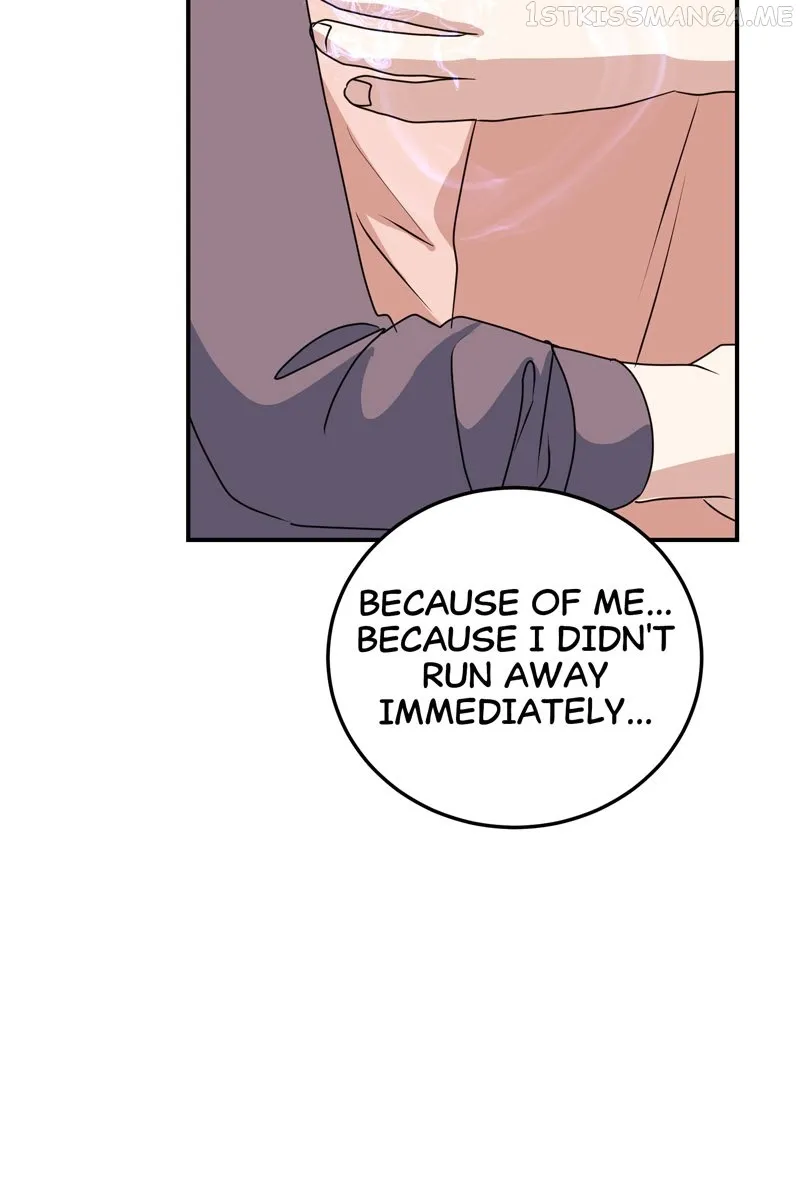 1STKISSMANGA.ME
BECAUSE OF ME...
BECAUSE I DIDN'T
RUN AWAY
IMMEDIATELY...